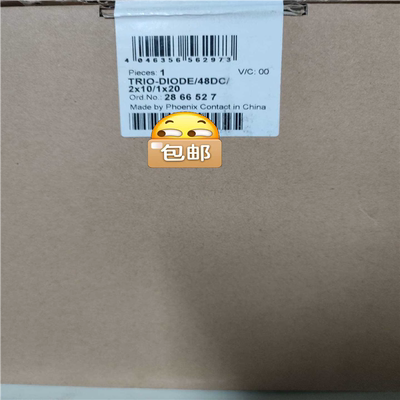 4 046356 562973
Pieces: 1 V/C: 00
TRIO-DIODE/48DC/
2x10/1x20
Ord.No.: 28 66 52 7
Made by Phoenix Contact in China
包邮